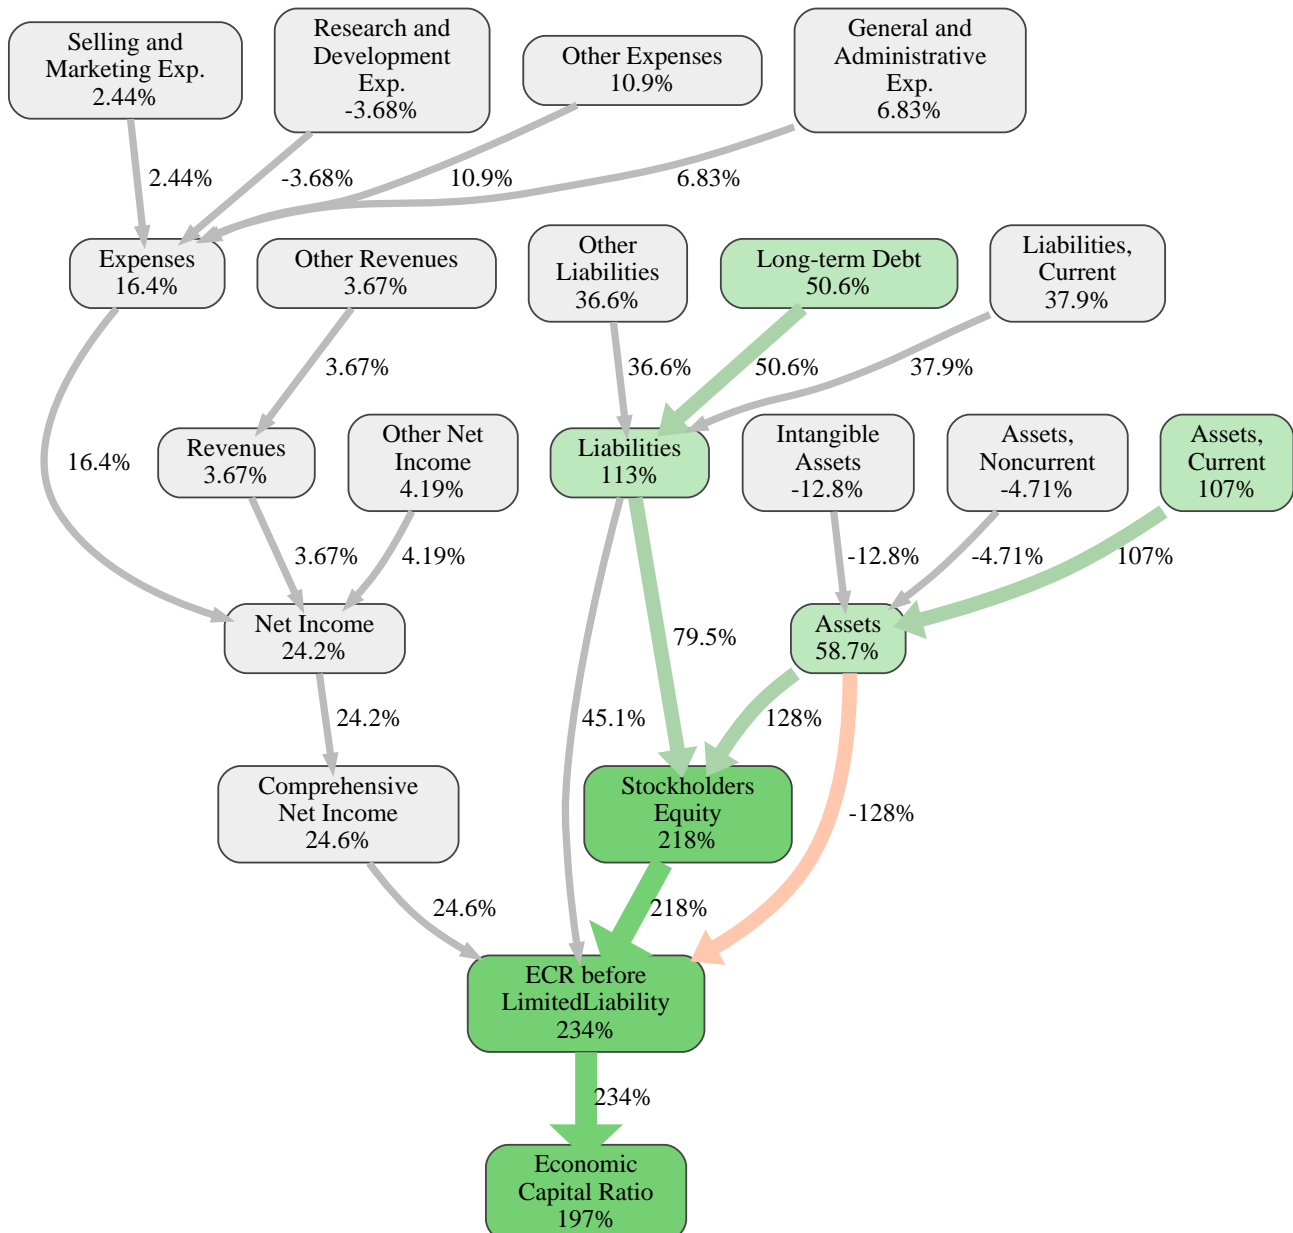 Selling and
Marketing Exp.
2.44%
Research and
Development
Exp.
-3.68%
Other Expenses
10.9%
General and
Administrative
Exp.
6.83%
2.44%
-3.68%
10.9%
6.83%
Expenses
16.4%
Other Revenues
3.67%
Other
Liabilities
36.6%
Long-term Debt
50.6%
Liabilities,
Current
37.9%
3.67%
36.6%
50.6%
37.9%
16.4%
Revenues
3.67%
Other Net
Income
4.19%
Liabilities
113%
Intangible
Assets
-12.8%
Assets,
Noncurrent
-4.71%
Assets,
Current
107%
3.67%
4.19%
-12.8%
-4.71%
107%
Net Income
24.2%
79.5%
Assets
58.7%
24.2%
45.1%
128%
Comprehensive
Net Income
24.6%
Stockholders
Equity
218%
-128%
24.6%
218%
ECR before
LimitedLiability
234%
234%
Economic
Capital Ratio
197%